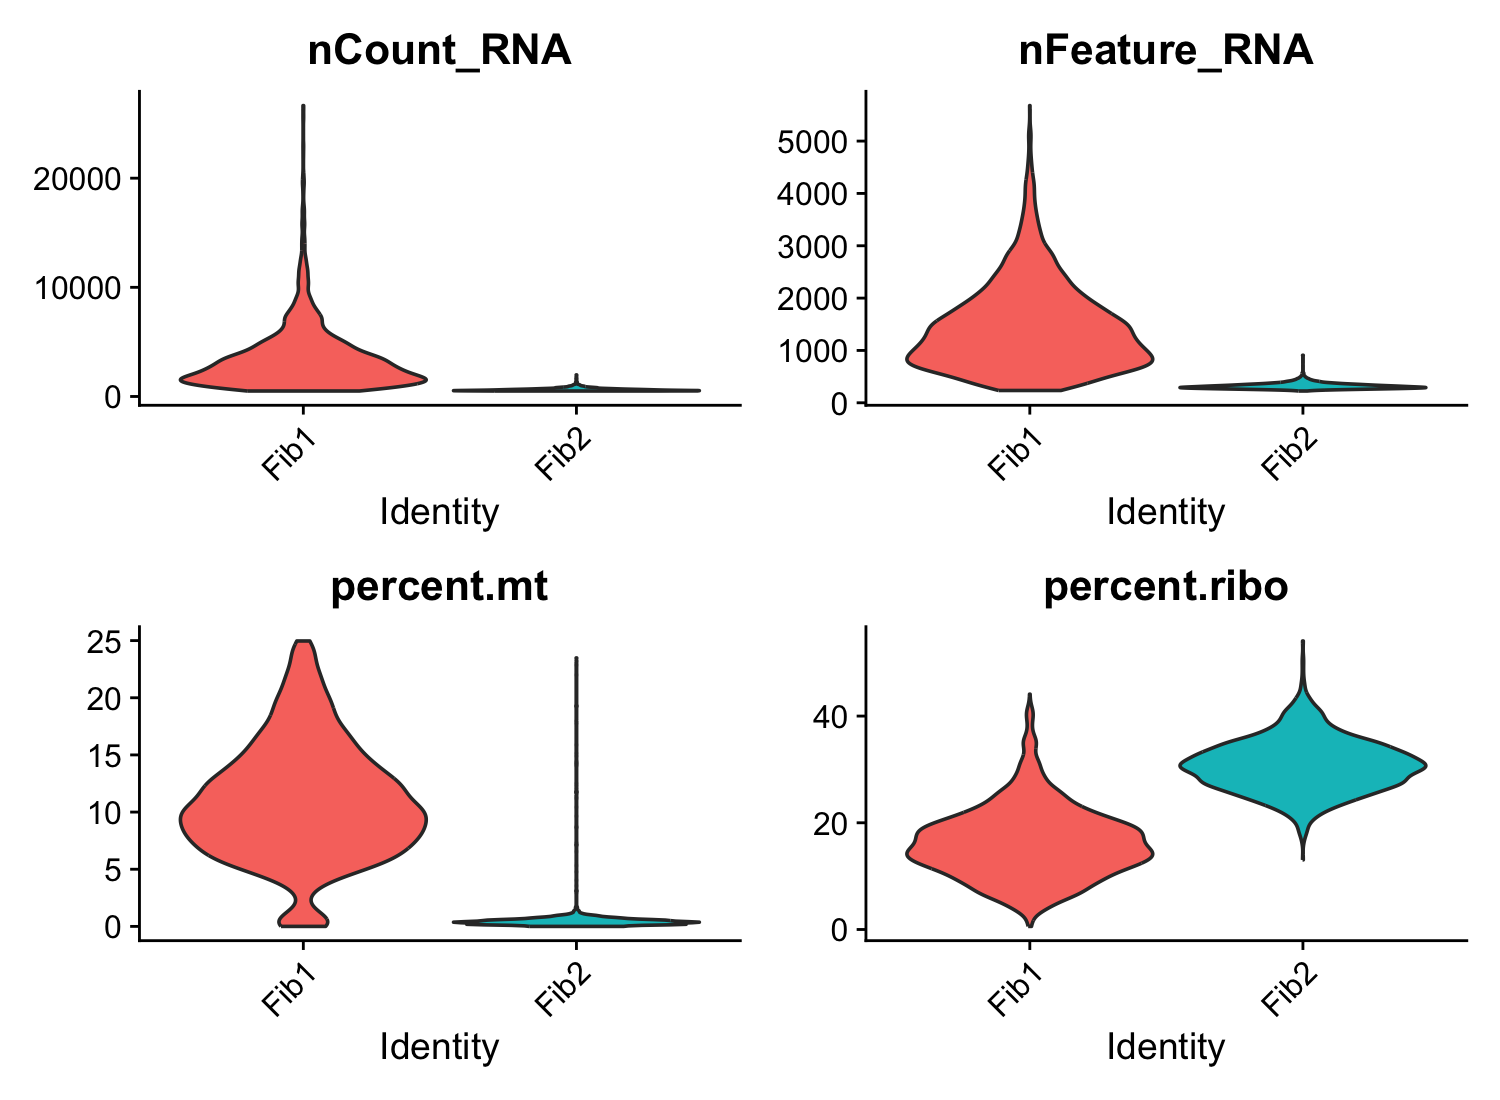 nCount_RNA
20000
10000
0
Fib1
Fib2
Identity
nFeature_RNA
5000
4000
3000
2000
1000
0
Fib1
Fib2
Identity
percent.mt
25
20
15
10
5
0
Fib1
Fib2
Identity
percent.ribo
40
20
0
Fib1
Fib2
Identity